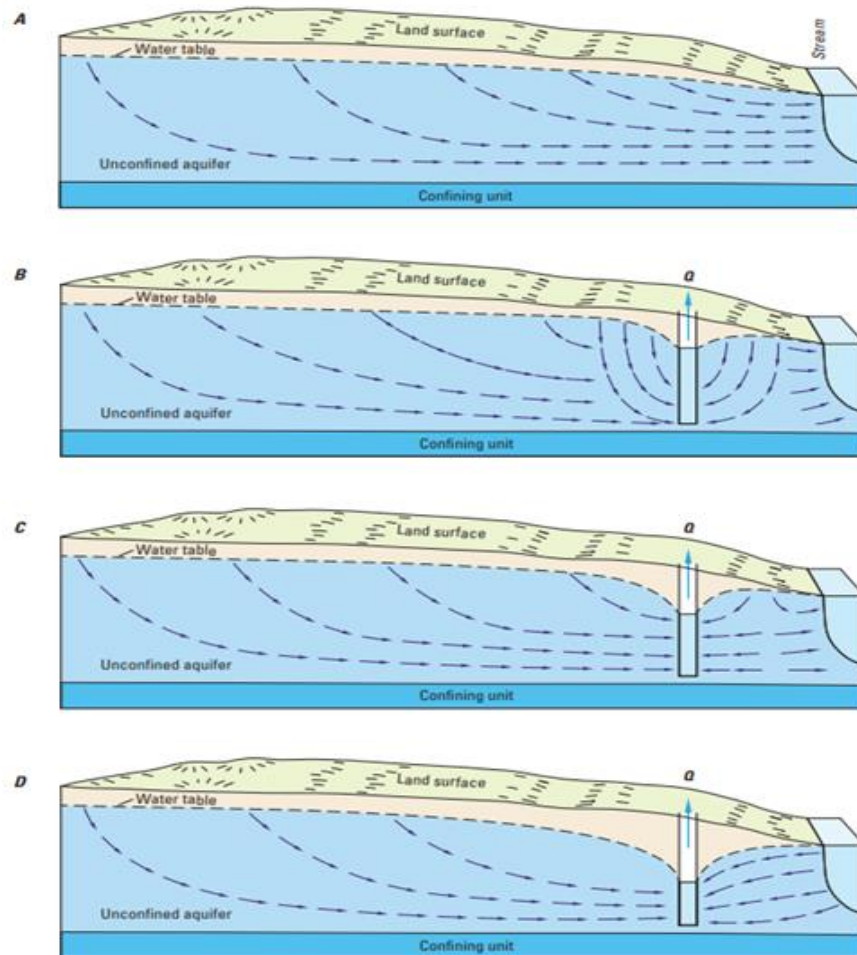 A
Land surface
Stream
Water table
Unconfined aquifer
Confining unit
B
Q
Land surface
Water table
Unconfined aquifer
Confining unit
C
Q
Land surface
Water table
Unconfined aquifer
Confining unit
D
Q
Land surface
Water table
Unconfined aquifer
Confining unit